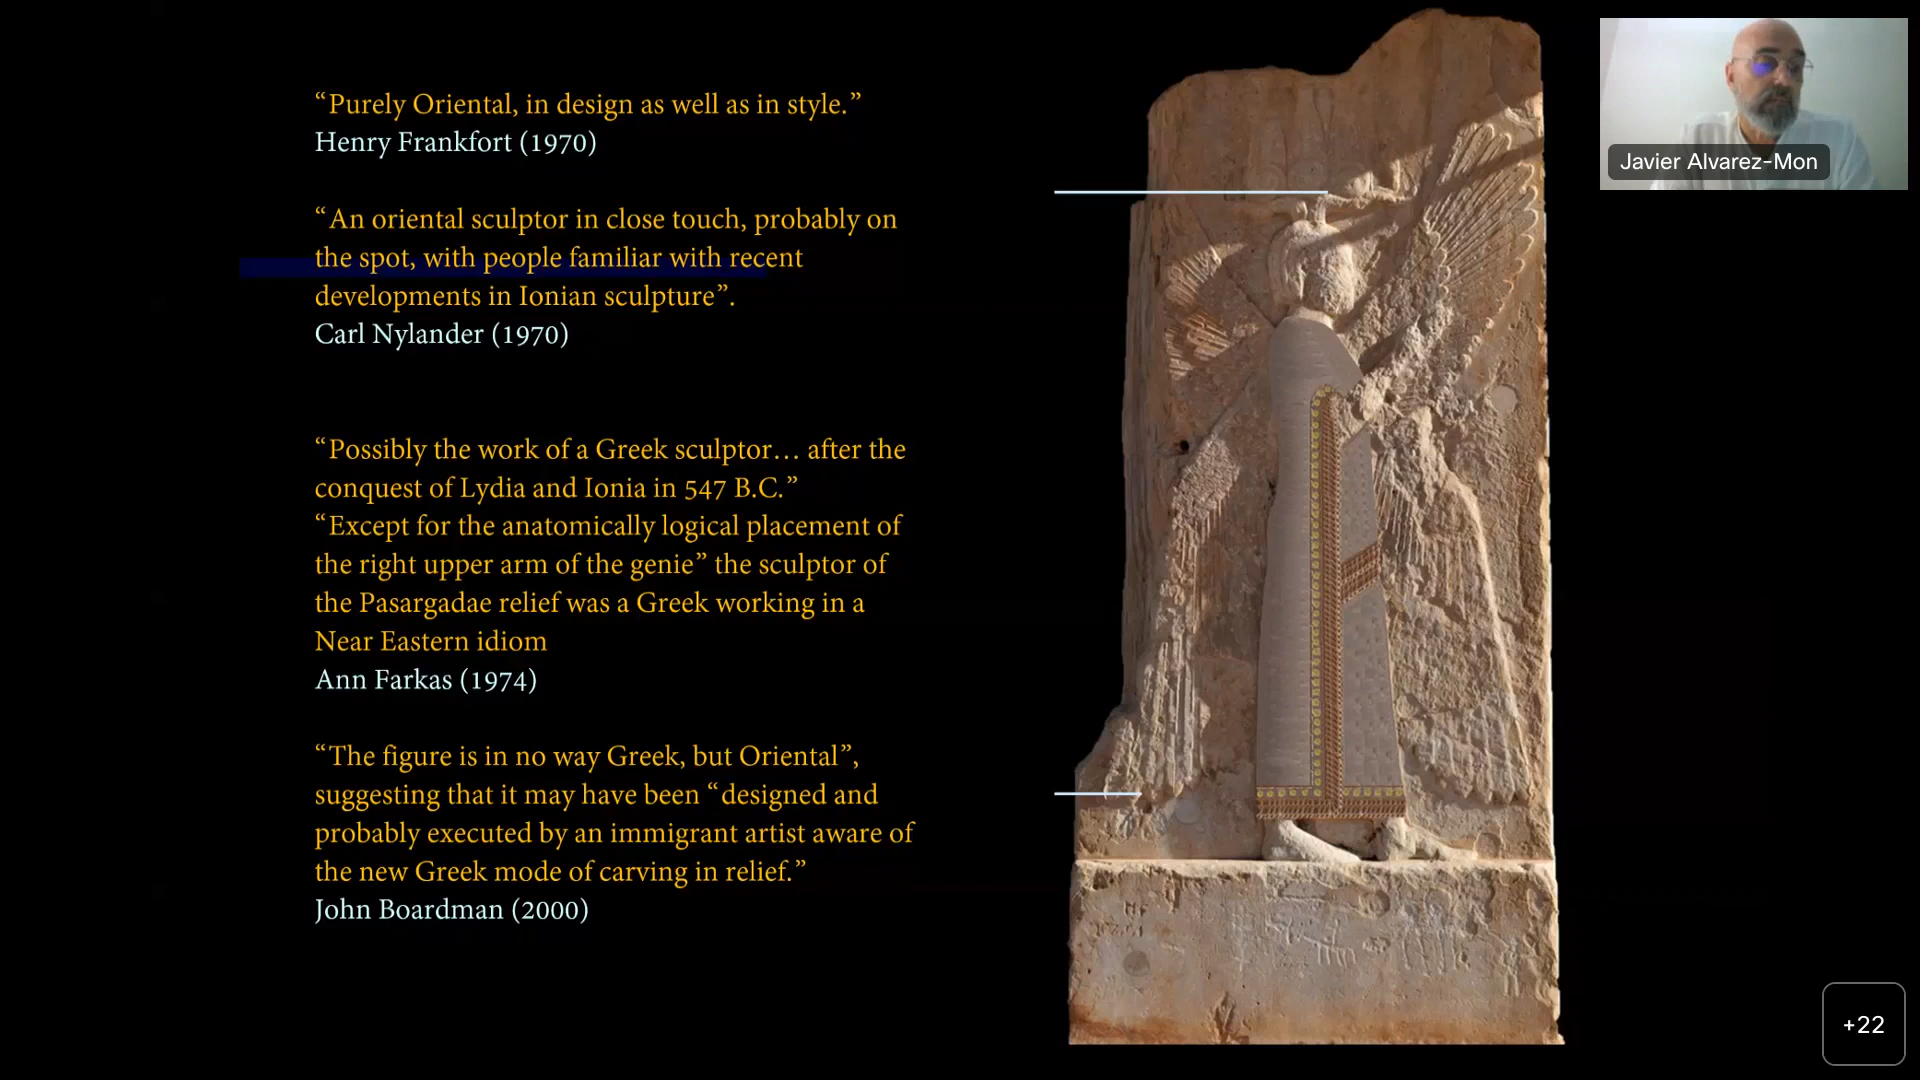 “Purely Oriental, in design as well as in style.”
Henry Frankfort (1970)
“An oriental sculptor in close touch, probably on
the spot, with people familiar with recent
developments in Ionian sculpture”.
Carl Nylander (1970)
“Possibly the work of a Greek sculptor… after the
conquest of Lydia and Ionia in 547 B.C.”
“Except for the anatomically logical placement of
the right upper arm of the genie” the sculptor of
the Pasargadae relief was a Greek working in a
Near Eastern idiom
Ann Farkas (1974)
“The figure is in no way Greek, but Oriental”,
suggesting that it may have been “designed and
probably executed by an immigrant artist aware of
the new Greek mode of carving in relief.”
John Boardman (2000)
Javier Alvarez-Mon
+22